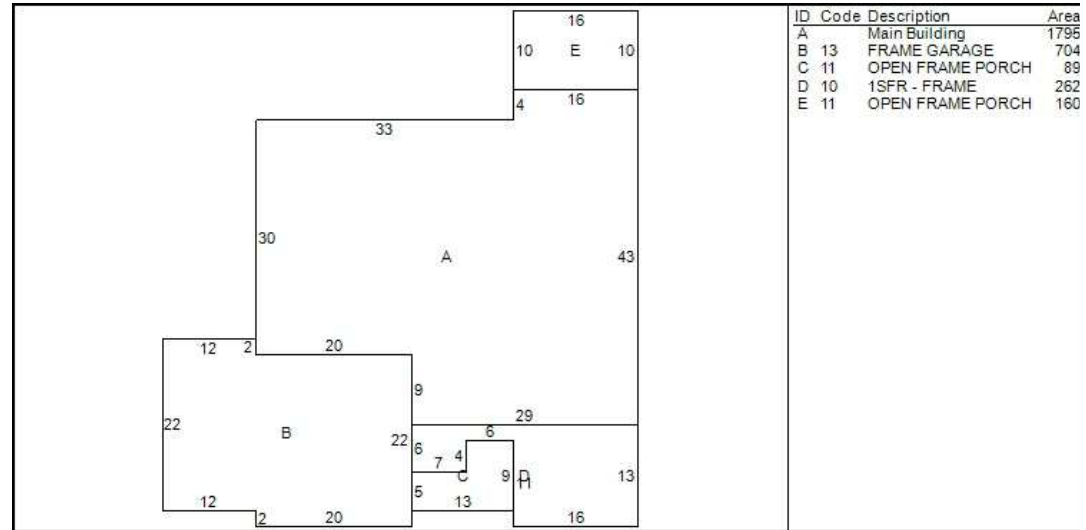 ID Code Description Area
A Main Building 1795
B 13 FRAME GARAGE 704
C 11 OPEN FRAME PORCH 89
D 10 1SFR - FRAME 262
E 11 OPEN FRAME PORCH 160
16
10 E 10
16
4
33
30
A 43
12 2 20
9
22
29
B 22
6
6
7 4
C 9 D 13
11
5
12 13
2 20 16